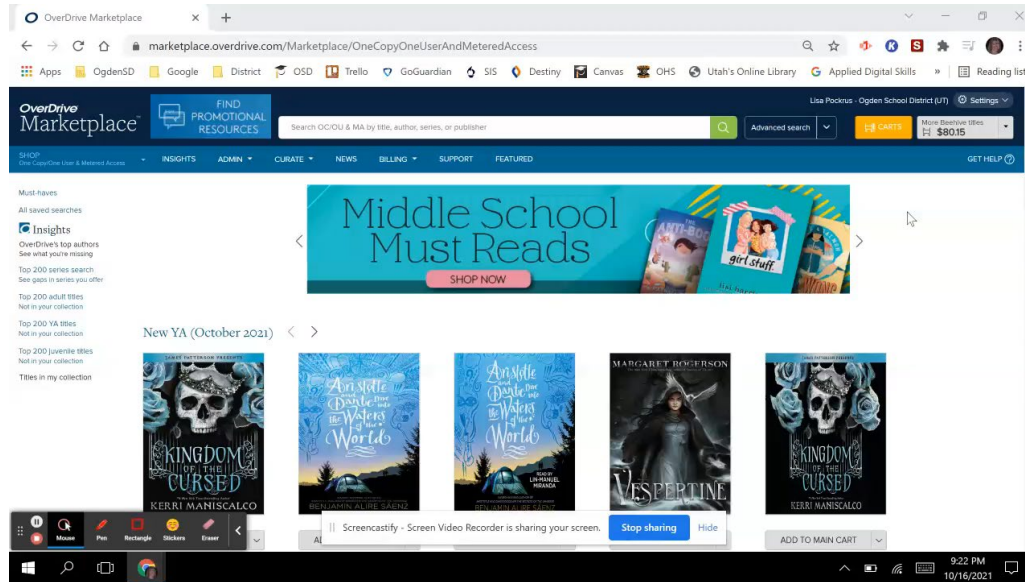 OverDrive Marketplace
marketplace.overdrive.com/Marketplace/OneCopyOneUserAndMeteredAccess
Apps OgdenSD Google District OSD Trello GoGuardian SIS Destiny Canvas OHS Utah's Online Library Applied Digital Skills » Reading list
OverDrive
Marketplace
FIND
PROMOTIONAL
RESOURCES
Lisa Pockrus - Ogden School District (UT) Settings
Search OC/OU & MA by title, author, series, or publisher
Advanced search
CARTS
More Beehive titles
$80.15
SHOP
One Copy/One User & Metered Access
INSIGHTS ADMIN CURATE NEWS BILLING SUPPORT FEATURED GET HELP
Must-haves
All saved searches
Insights
OverDrive's top authors
See what you're missing
Top 200 series search
See gaps in series you offer
Top 200 adult titles
Not in your collection
Top 200 YA titles
Not in your collection
Top 200 juvenile titles
Not in your collection
Titles in my collection
Middle School
Must Reads
SHOP NOW
THE
ANTI-BOO
girl stuff.
WRONG
New YA (October 2021)
JAMES PATTERSON PRESENTS
KINGDOM
OF THE
CURSED
KERRI MANISCALCO
Aristotle
and
Dante Dive
into
the Waters
of the
World
BENJAMIN ALIRE SÁENZ
Aristotle
and
Dante Dive
into
the Waters
of the
World
READ BY
LIN-MANUEL
MIRANDA
MARGARET ROGERSON
VESPERTINE
JAMES PATTERSON PRESENTS
KINGDOM
OF THE
CURSED
KERRI MANISCALCO
ADD TO MAIN CART
Mouse Pen Rectangle Stickers Eraser
Screencastify - Screen Video Recorder is sharing your screen. Stop sharing Hide
9:22 PM
10/16/2021